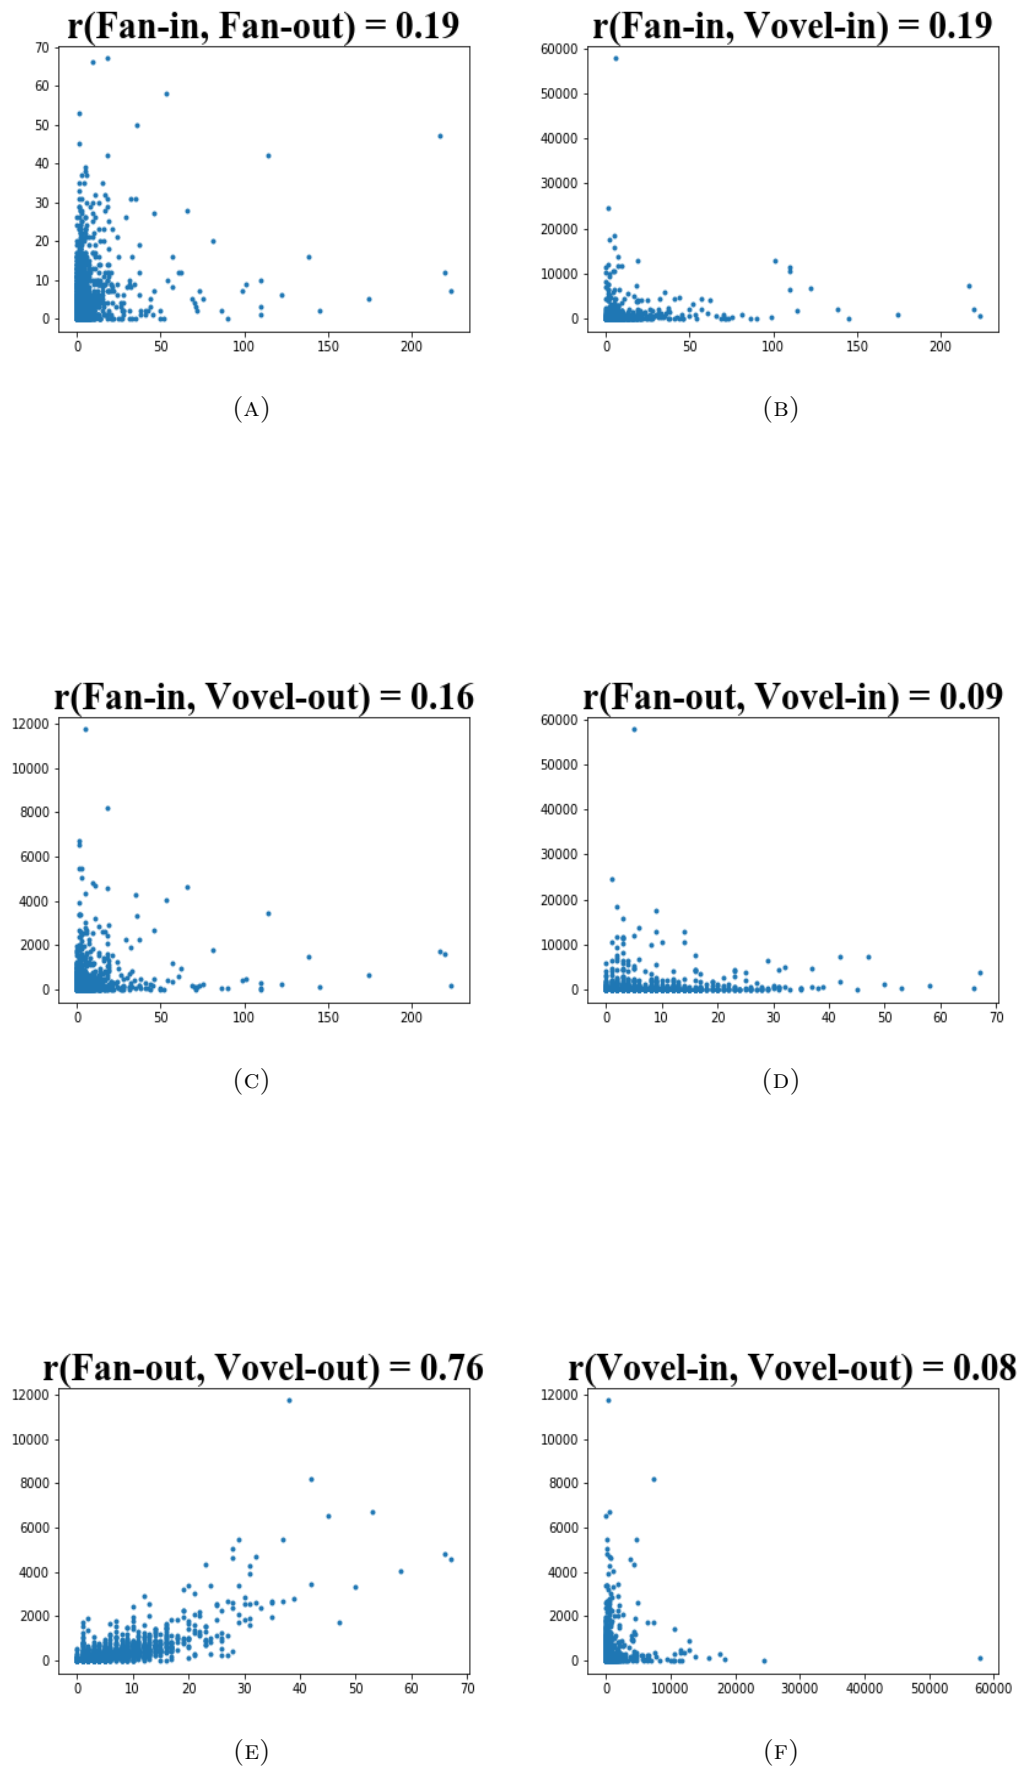 r(Fan-in, Fan-out) = 0.19
70
60
50
40
30
20
10
0
0 50 100 150 200
(A)
r(Fan-in, Vovel-in) = 0.19
60000
50000
40000
30000
20000
10000
0
0 50 100 150 200
(B)
r(Fan-in, Vovel-out) = 0.16
12000
10000
8000
6000
4000
2000
0
0 50 100 150 200
(C)
r(Fan-out, Vovel-in) = 0.09
60000
50000
40000
30000
20000
10000
0
0 10 20 30 40 50 60 70
(D)
r(Fan-out, Vovel-out) = 0.76
12000
10000
8000
6000
4000
2000
0
0 10 20 30 40 50 60 70
(E)
r(Vovel-in, Vovel-out) = 0.08
12000
10000
8000
6000
4000
2000
0
0 10000 20000 30000 40000 50000 60000
(F)